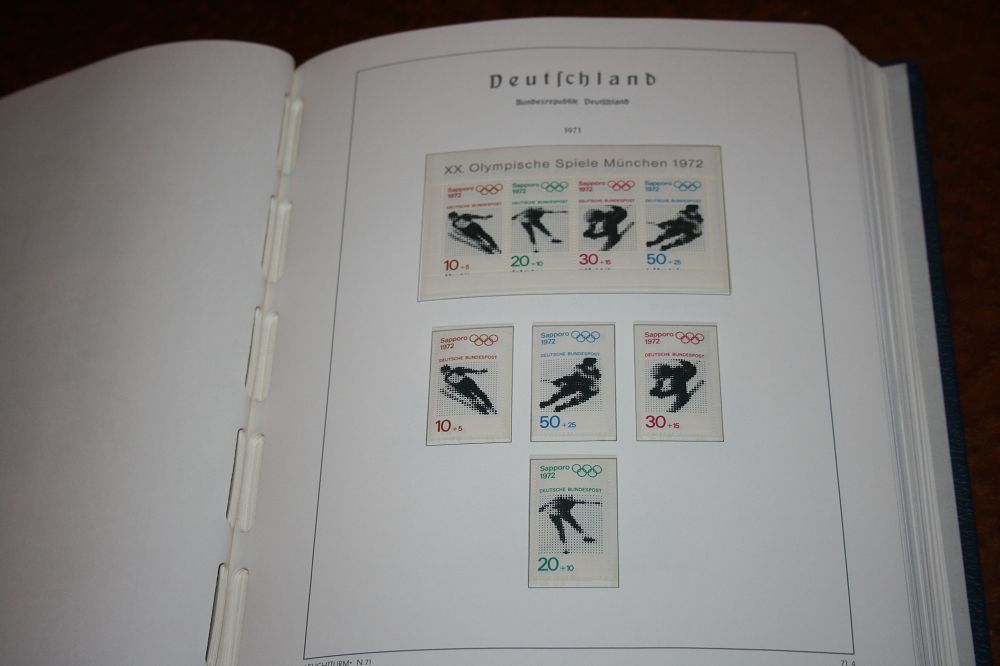 Deutſchland
Bundesrepublik Deutſchland
1971
XX. Olympische Spiele München 1972
Sapporo 1972
DEUTSCHE BUNDESPOST
10+5
Sapporo 1972
DEUTSCHE BUNDESPOST
20+10
Sapporo 1972
DEUTSCHE BUNDESPOST
30+15
Sapporo 1972
DEUTSCHE BUNDESPOST
50+25
Sapporo
1972
DEUTSCHE BUNDESPOST
10+5
Sapporo
1972
DEUTSCHE BUNDESPOST
50+25
Sapporo
1972
DEUTSCHE BUNDESPOST
30+15
Sapporo
1972
DEUTSCHE BUNDESPOST
20+10
LEUCHTTURM® N 71
71 A